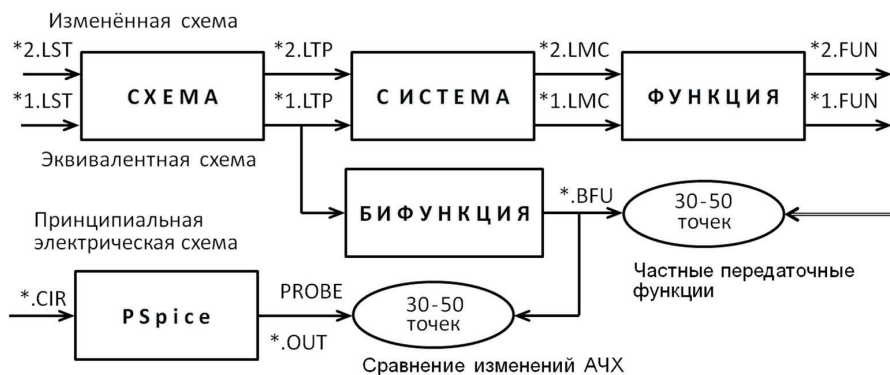 Изменённая схема
*2.LST
*2.LTP
*2.LMC
*2.FUN
*1.LST
СХЕМА
*1.LTP
СИСТЕМА
*1.LMC
ФУНКЦИЯ
*1.FUN
Эквивалентная схема
БИФУНКЦИЯ
*.BFU
30-50
точек
Принципиальная
электрическая схема
Частные передаточные
функции
*.CIR
PSpice
PROBE
*.OUT
30-50
точек
Сравнение изменений АЧХ